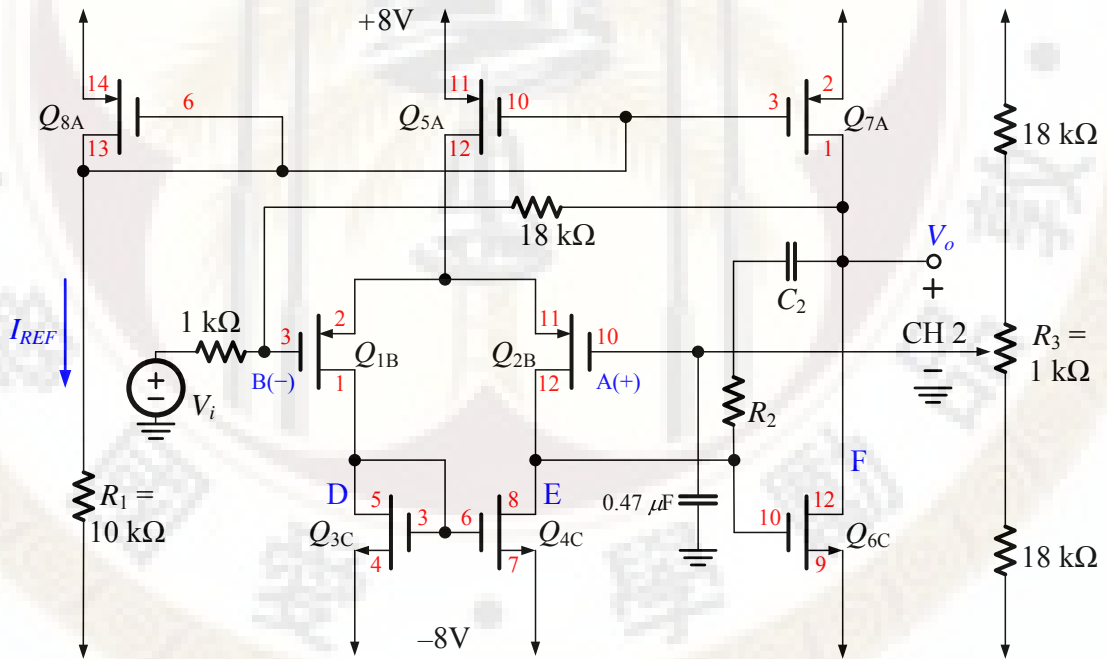 +8V
14
6
Q8A
13
11
10
Q5A
12
3
2
Q7A
1
18 kΩ
18 kΩ
Vo
+
CH 2
−
IREF
1 kΩ
3
2
Q1B
B(−)
1
+
−
Vi
11
10
Q2B
A(+)
12
C2
R2
R3 =
1 kΩ
R1 =
10 kΩ
D
5
3
Q3C
4
E
8
6
Q4C
7
0.47 µF
F
12
10
Q6C
9
18 kΩ
–8V